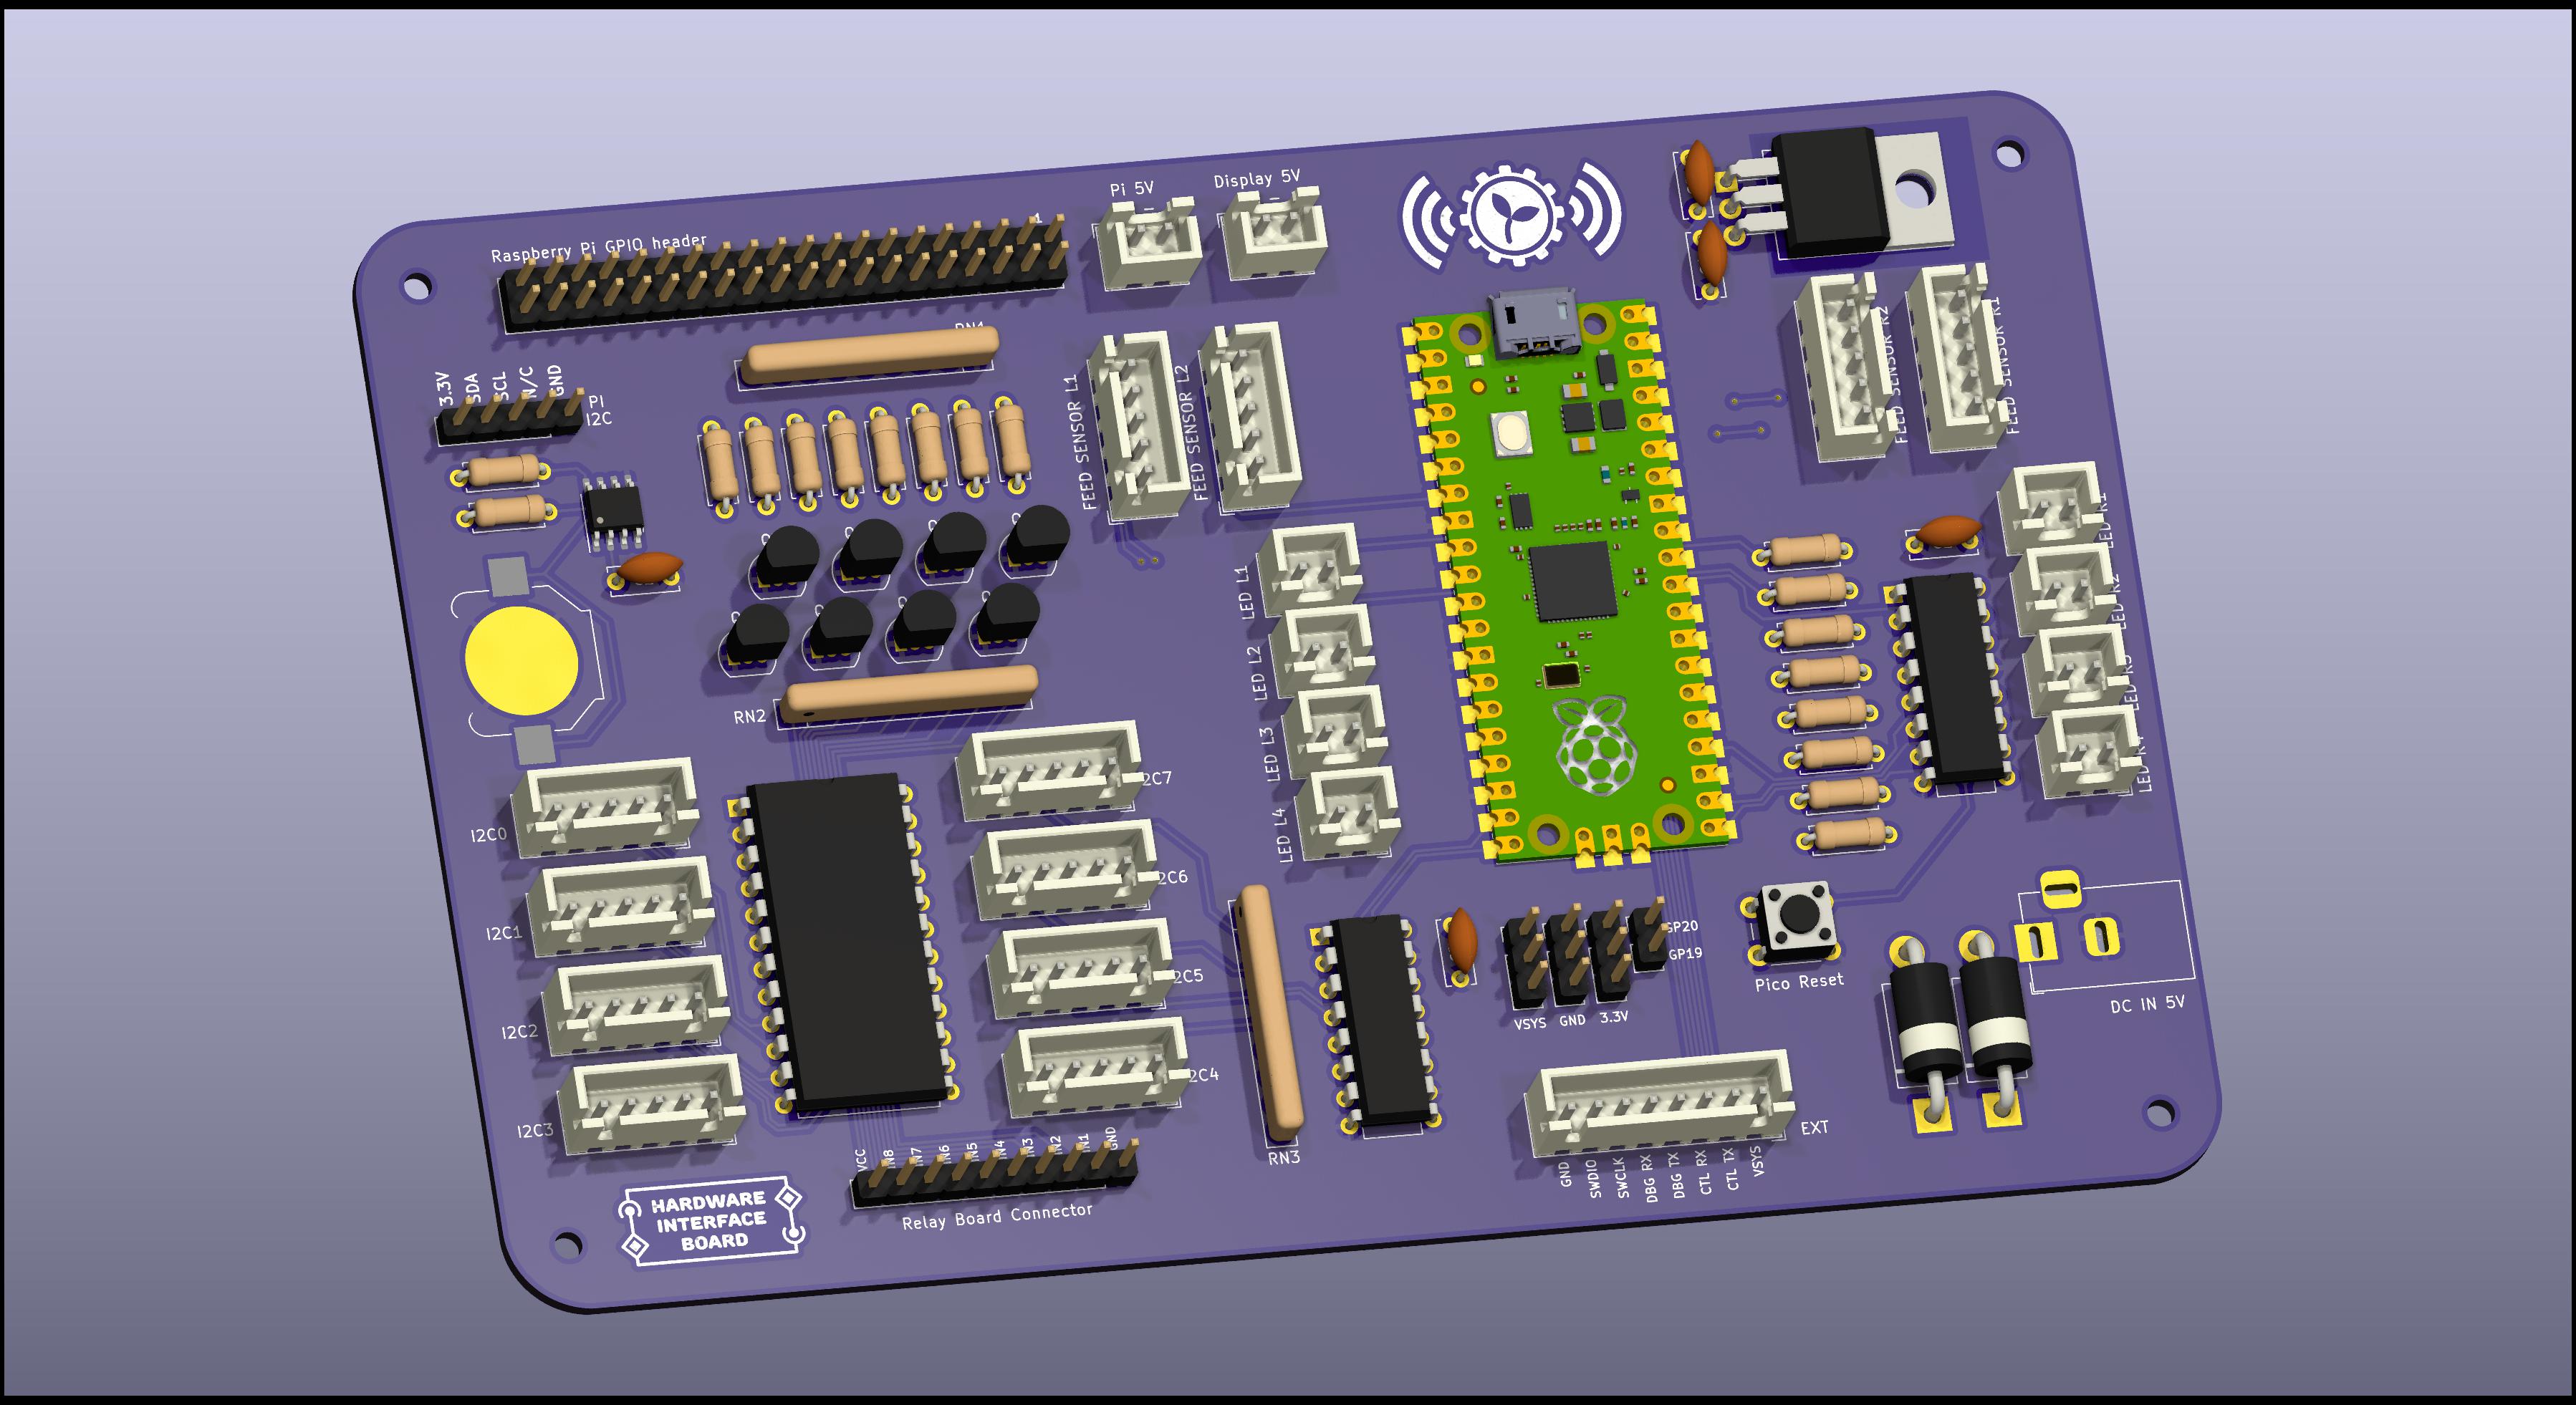 Raspberry Pi GPIO header
1
Pi 5V
Display 5V
3.3V
SDA
SCL
N/C
GND
PI
I2C
RN1
FEED SENSOR L1
FEED SENSOR L2
FEED SENSOR R2
FEED SENSOR R1
LED L1
LED L2
LED L3
LED L4
LED R1
LED R2
LED R3
RN2
I2C0
I2C1
I2C2
I2C3
I2C7
I2C6
I2C5
I2C4
RN3
GP20
GP19
VSYS
GND
3.3V
Pico Reset
DC IN 5V
EXT
GND
SWDIO
SWCLK
DBG RX
DBG TX
CTL RX
CTL TX
VSYS
VCC
IN8
IN7
IN6
IN5
IN4
IN3
IN2
IN1
GND
Relay Board Connector
HARDWARE
INTERFACE
BOARD